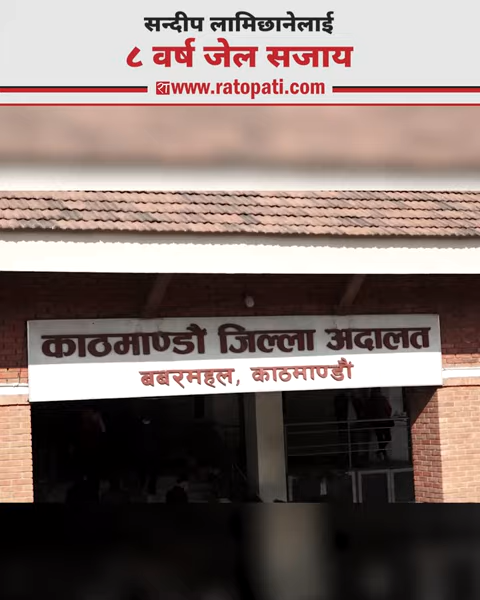 सन्दीप लामिछानेलाई
८ वर्ष जेल सजाय
www.ratopati.com
काठमाण्डौं जिल्ला अदालत
बबरमहल, काठमाण्डौं